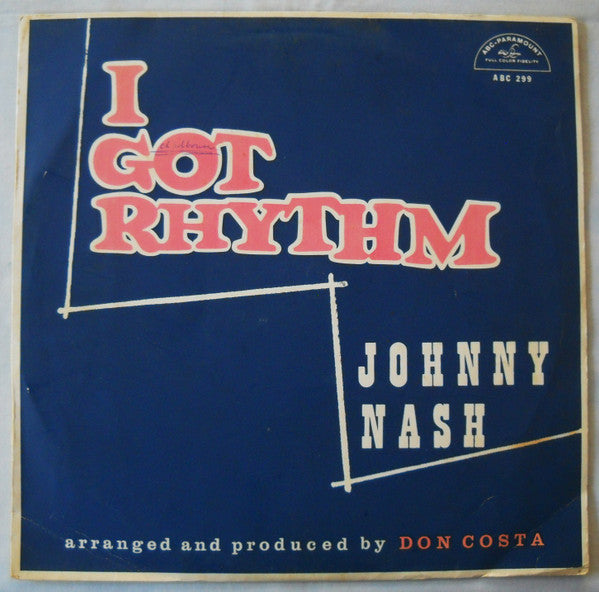 ABC-PARAMOUNT
FULL COLOR FIDELITY
ABC 299
I
GOT
RHYTHM
JOHNNY
NASH
arranged and produced by DON COSTA